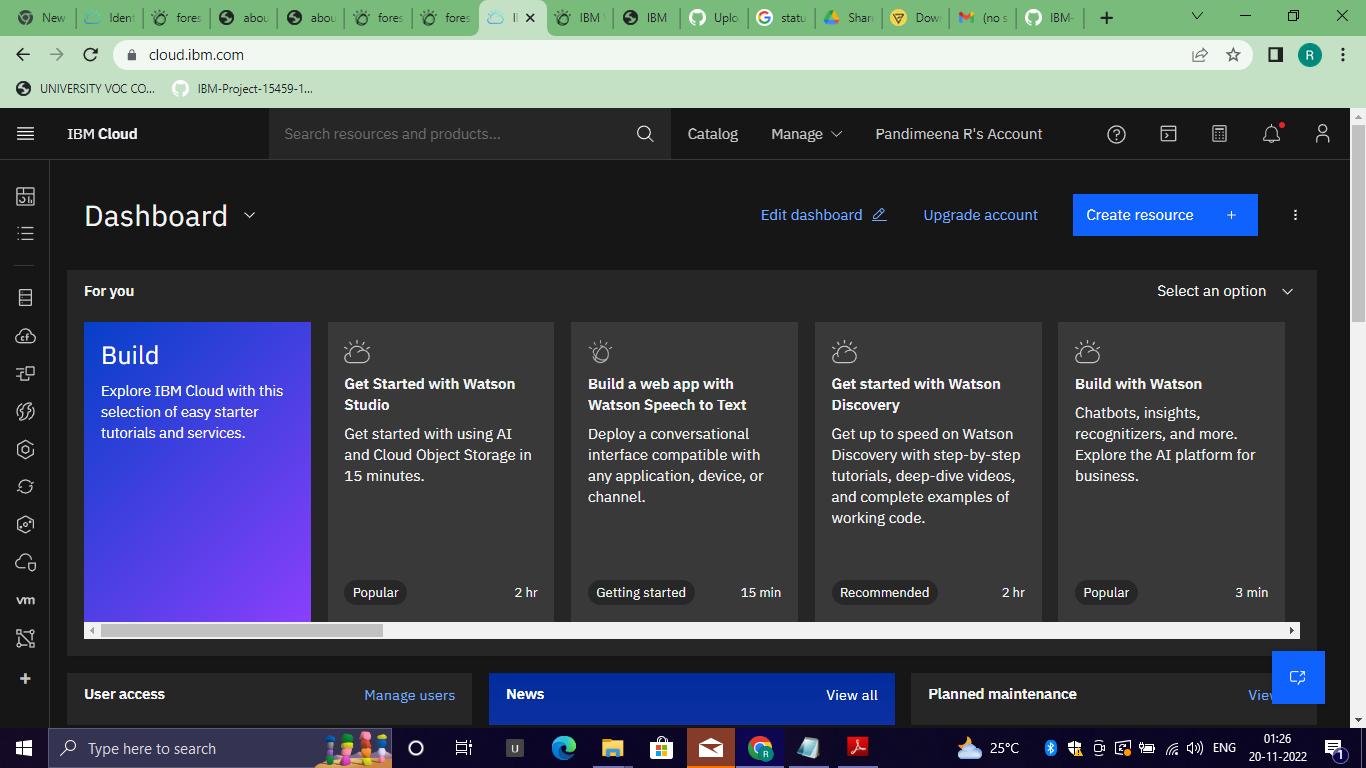 New
Iden
fores
abou
abou
fores
fores
IBM
IBM
Uplo
statu
Share
Dow
(no s
IBM-
cloud.ibm.com
R
UNIVERSITY VOC CO...
IBM-Project-15459-1...
IBM Cloud
Search resources and products...
Catalog
Manage
Pandimeena R's Account
Dashboard
Edit dashboard
Upgrade account
Create resource +
For you
Select an option
Build
Explore IBM Cloud with this
selection of easy starter
tutorials and services.
Get Started with Watson
Studio
Get started with using AI
and Cloud Object Storage in
15 minutes.
Popular
2 hr
Build a web app with
Watson Speech to Text
Deploy a conversational
interface compatible with
any application, device, or
channel.
Getting started
15 min
Get started with Watson
Discovery
Get up to speed on Watson
Discovery with step-by-step
tutorials, deep-dive videos,
and complete examples of
working code.
Recommended
2 hr
Build with Watson
Chatbots, insights,
recognitizers, and more.
Explore the AI platform for
business.
Popular
3 min
cf
vm
User access
Manage users
News
View all
Planned maintenance
Type here to search
U
R
25°C
ENG
01:26
20-11-2022
1